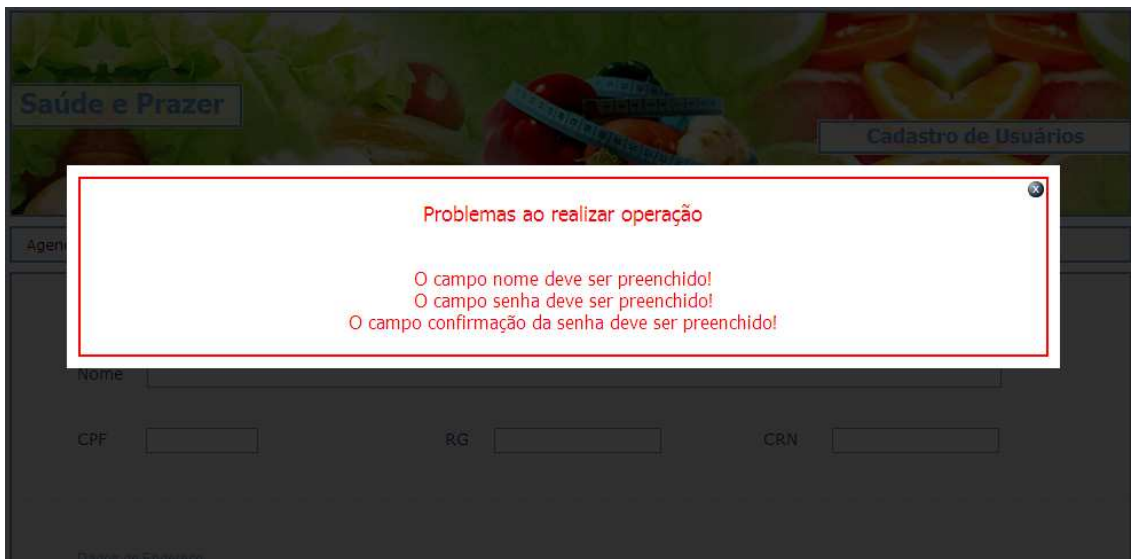 Saúde e Prazer
Cadastro de Usuários
Problemas ao realizar operação
O campo nome deve ser preenchido!
O campo senha deve ser preenchido!
O campo confirmação da senha deve ser preenchido!
Nome
CPF RG CRN